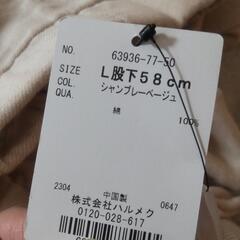 NO. 63936-77-50
SIZE L股下58cm
COL. シャンブレーベージュ
QUA.
綿 100%
2304 中国製 0647
株式会社ハルメク
0120-028-617